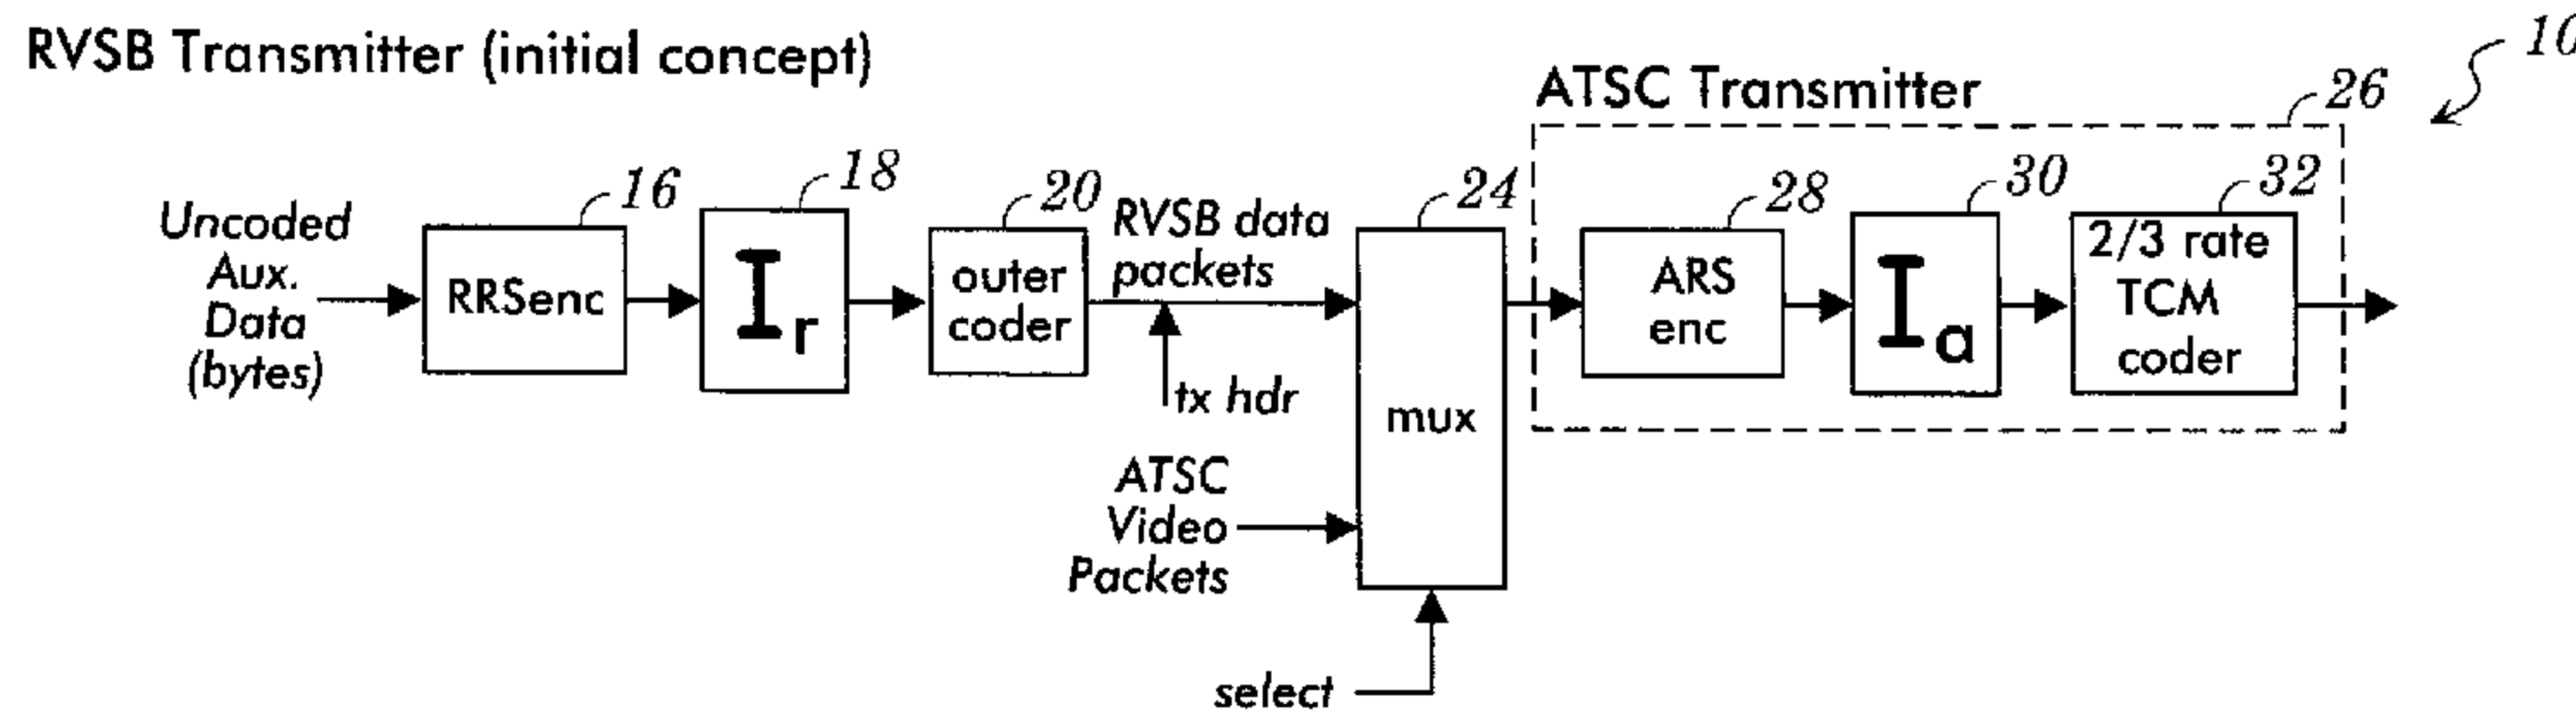 RVSB Transmitter (initial concept)
10
ATSC Transmitter
26
Uncoded
Aux.
Data
(bytes)
16
RRSenc
18
Ir
20
outer
coder
RVSB data
packets
tx hdr
ATSC
Video
Packets
24
mux
select
28
ARS
enc
30
Ia
32
2/3 rate
TCM
coder